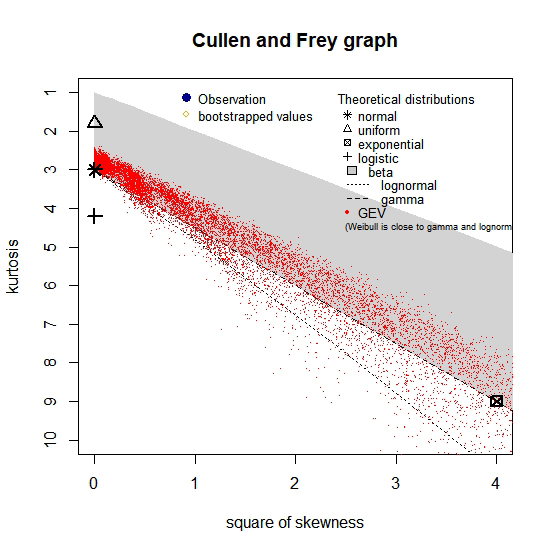 Cullen and Frey graph
Observation
bootstrapped values
Theoretical distributions
normal
uniform
exponential
logistic
beta
lognormal
gamma
GEV
(Weibull is close to gamma and lognorm
kurtosis
1
2
3
4
5
6
7
8
9
10
0
1
2
3
4
square of skewness